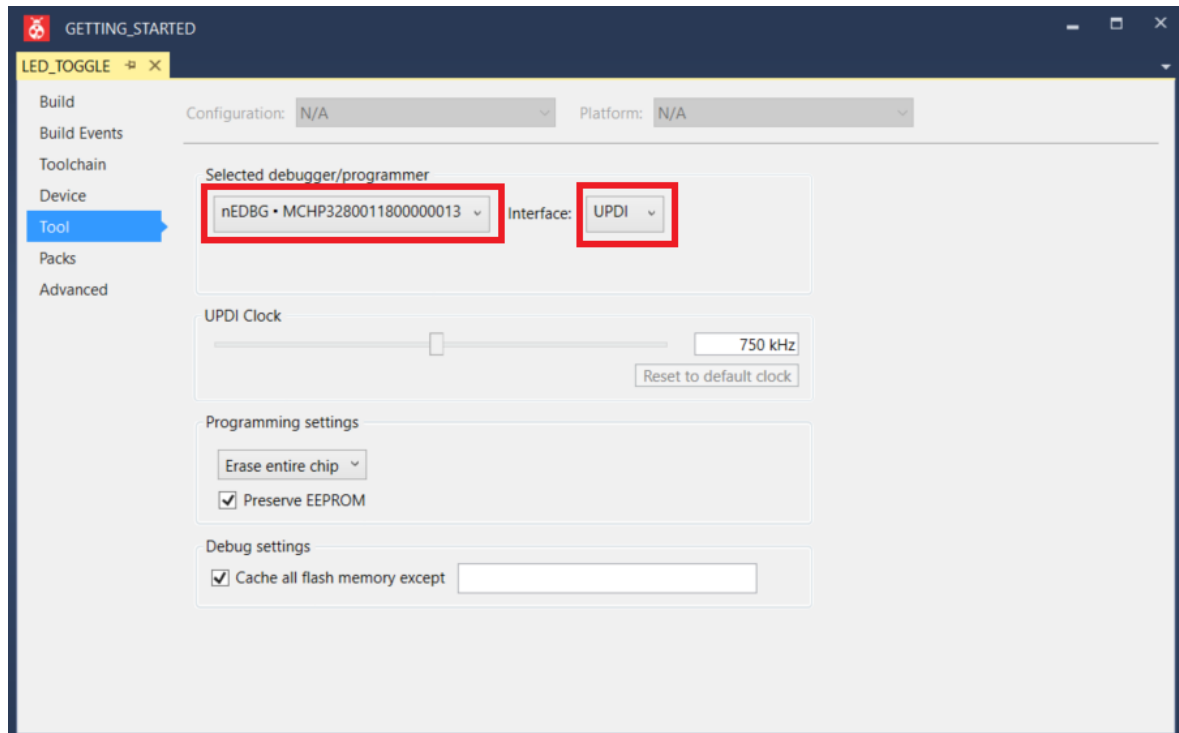 GETTING_STARTED
LED_TOGGLE
Build
Build Events
Toolchain
Device
Tool
Packs
Advanced
Configuration: N/A Platform: N/A
Selected debugger/programmer
nEDBG • MCHP3280011800000013 Interface: UPDI
UPDI Clock
750 kHz
Reset to default clock
Programming settings
Erase entire chip
Preserve EEPROM
Debug settings
Cache all flash memory except